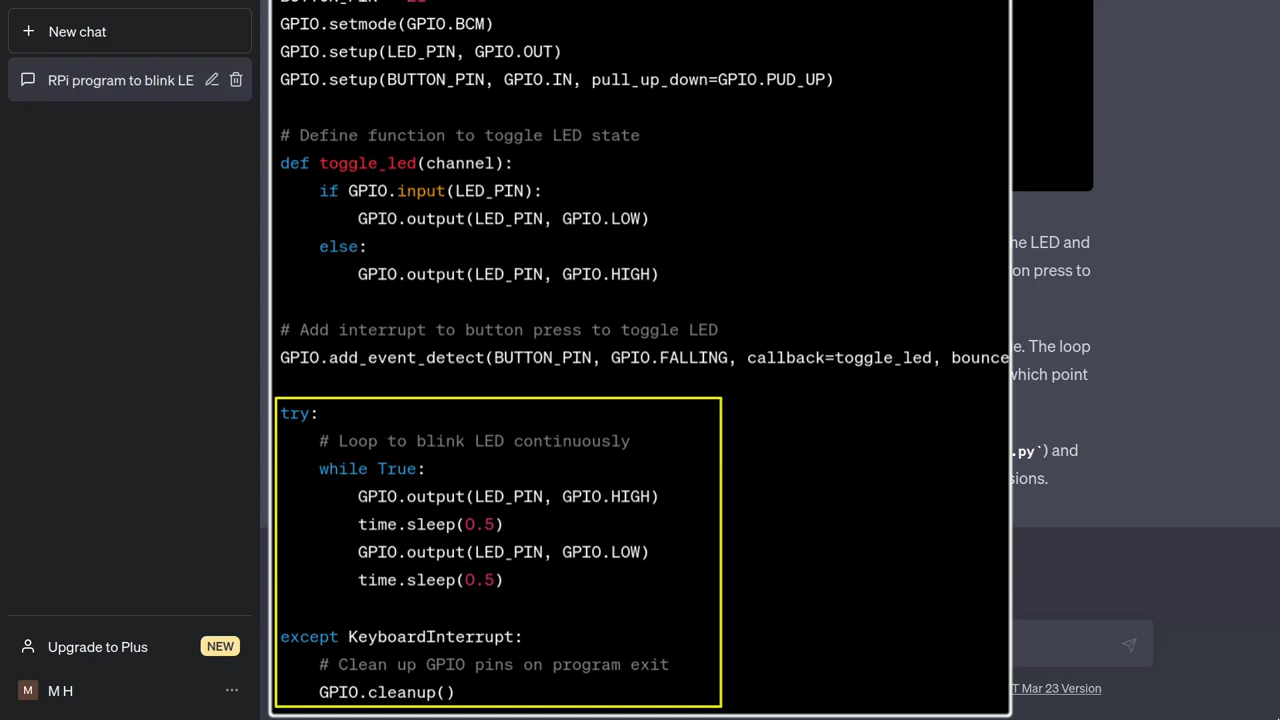 New chat
RPi program to blink LE
GPIO.setmode(GPIO.BCM)
GPIO.setup(LED_PIN, GPIO.OUT)
GPIO.setup(BUTTON_PIN, GPIO.IN, pull_up_down=GPIO.PUD_UP)
# Define function to toggle LED state
def toggle_led(channel):
if GPIO.input(LED_PIN):
GPIO.output(LED_PIN, GPIO.LOW)
else:
GPIO.output(LED_PIN, GPIO.HIGH)
# Add interrupt to button press to toggle LED
GPIO.add_event_detect(BUTTON_PIN, GPIO.FALLING, callback=toggle_led, bounce
try:
# Loop to blink LED continuously
while True:
GPIO.output(LED_PIN, GPIO.HIGH)
time.sleep(0.5)
GPIO.output(LED_PIN, GPIO.LOW)
time.sleep(0.5)
except KeyboardInterrupt:
# Clean up GPIO pins on program exit
GPIO.cleanup()
he LED and
on press to
e. The loop
which point
.py`) and
sions.
Upgrade to Plus NEW
M M H
T Mar 23 Version